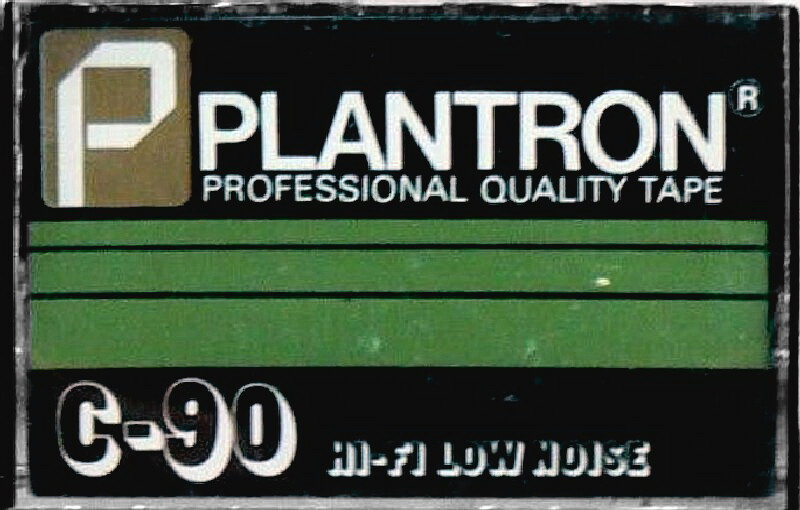 P
PLANTRON®
PROFESSIONAL QUALITY TAPE
C-90
HI-FI LOW NOISE